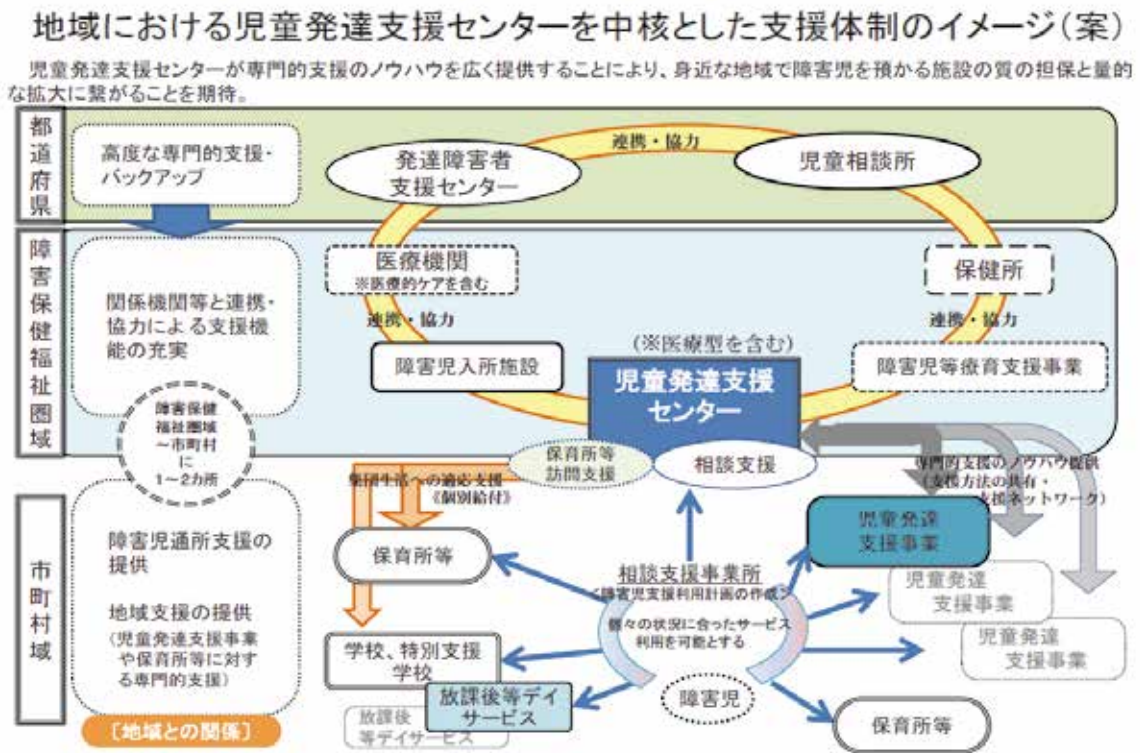 地域における児童発達支援センターを中核とした支援体制のイメージ(案)
児童発達支援センターが専門的支援のノウハウを広く提供することにより、身近な地域で障害児を預かる施設の質の担保と量的
な拡大に繋がることを期待。
都道府県
高度な専門的支援・
バックアップ
発達障害者
支援センター
連携・協力
児童相談所
障害保健福祉圏域
関係機関等と連携・
協力による支援機
能の充実
医療機関
※医療的ケアを含む
保健所
連携・協力
連携・協力
障害児入所施設
(※医療型を含む)
児童発達支援
センター
障害児等療育支援事業
障害保健
福祉圏域
~市町村
に
1~2カ所
保育所等
訪問支援
相談支援
集団生活への適応支援
《個別給付》
専門的支援のノウハウ提供
(支援方法の共有・
支援ネットワーク)
市町村域
障害児通所支援の
提供
地域支援の提供
(児童発達支援事業
や保育所等に対す
る専門的支援)
〔地域との関係〕
保育所等
児童発達
支援事業
相談支援事業所
<障害児支援利用計画の作成>
個々の状況に合ったサービス
利用を可能とする
児童発達
支援事業
児童発達
支援事業
学校、特別支援
学校
放課後等デイ
サービス
放課後
等デイサービス
障害児
保育所等